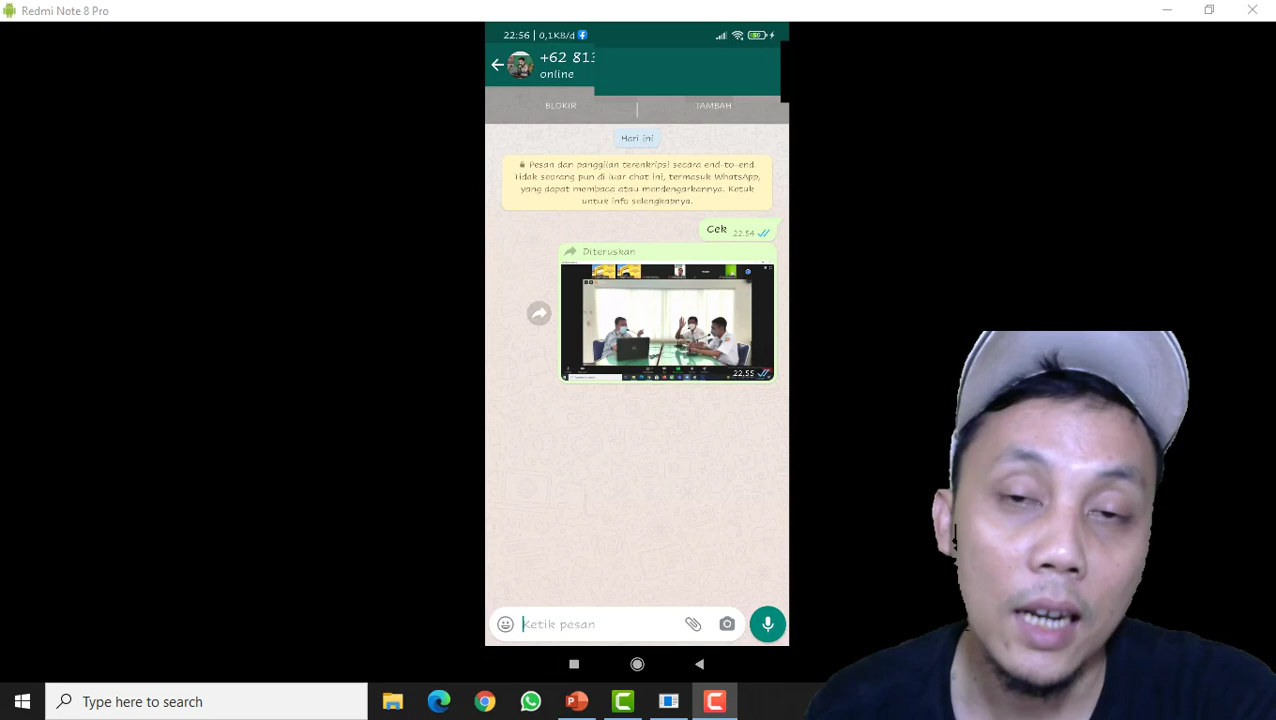 Redmi Note 8 Pro
22:56 | 0,1KB/d
+62 813
online
BLOKIR
TAMBAH
Hari ini
Pesan dan panggilan terenkripsi secara end-to-end.
Tidak seorang pun di luar chat ini, termasuk WhatsApp,
yang dapat membaca atau mendengarkannya. Ketuk
untuk info selengkapnya.
Cek 22.54
Diteruskan
22.55
Ketik pesan
Type here to search